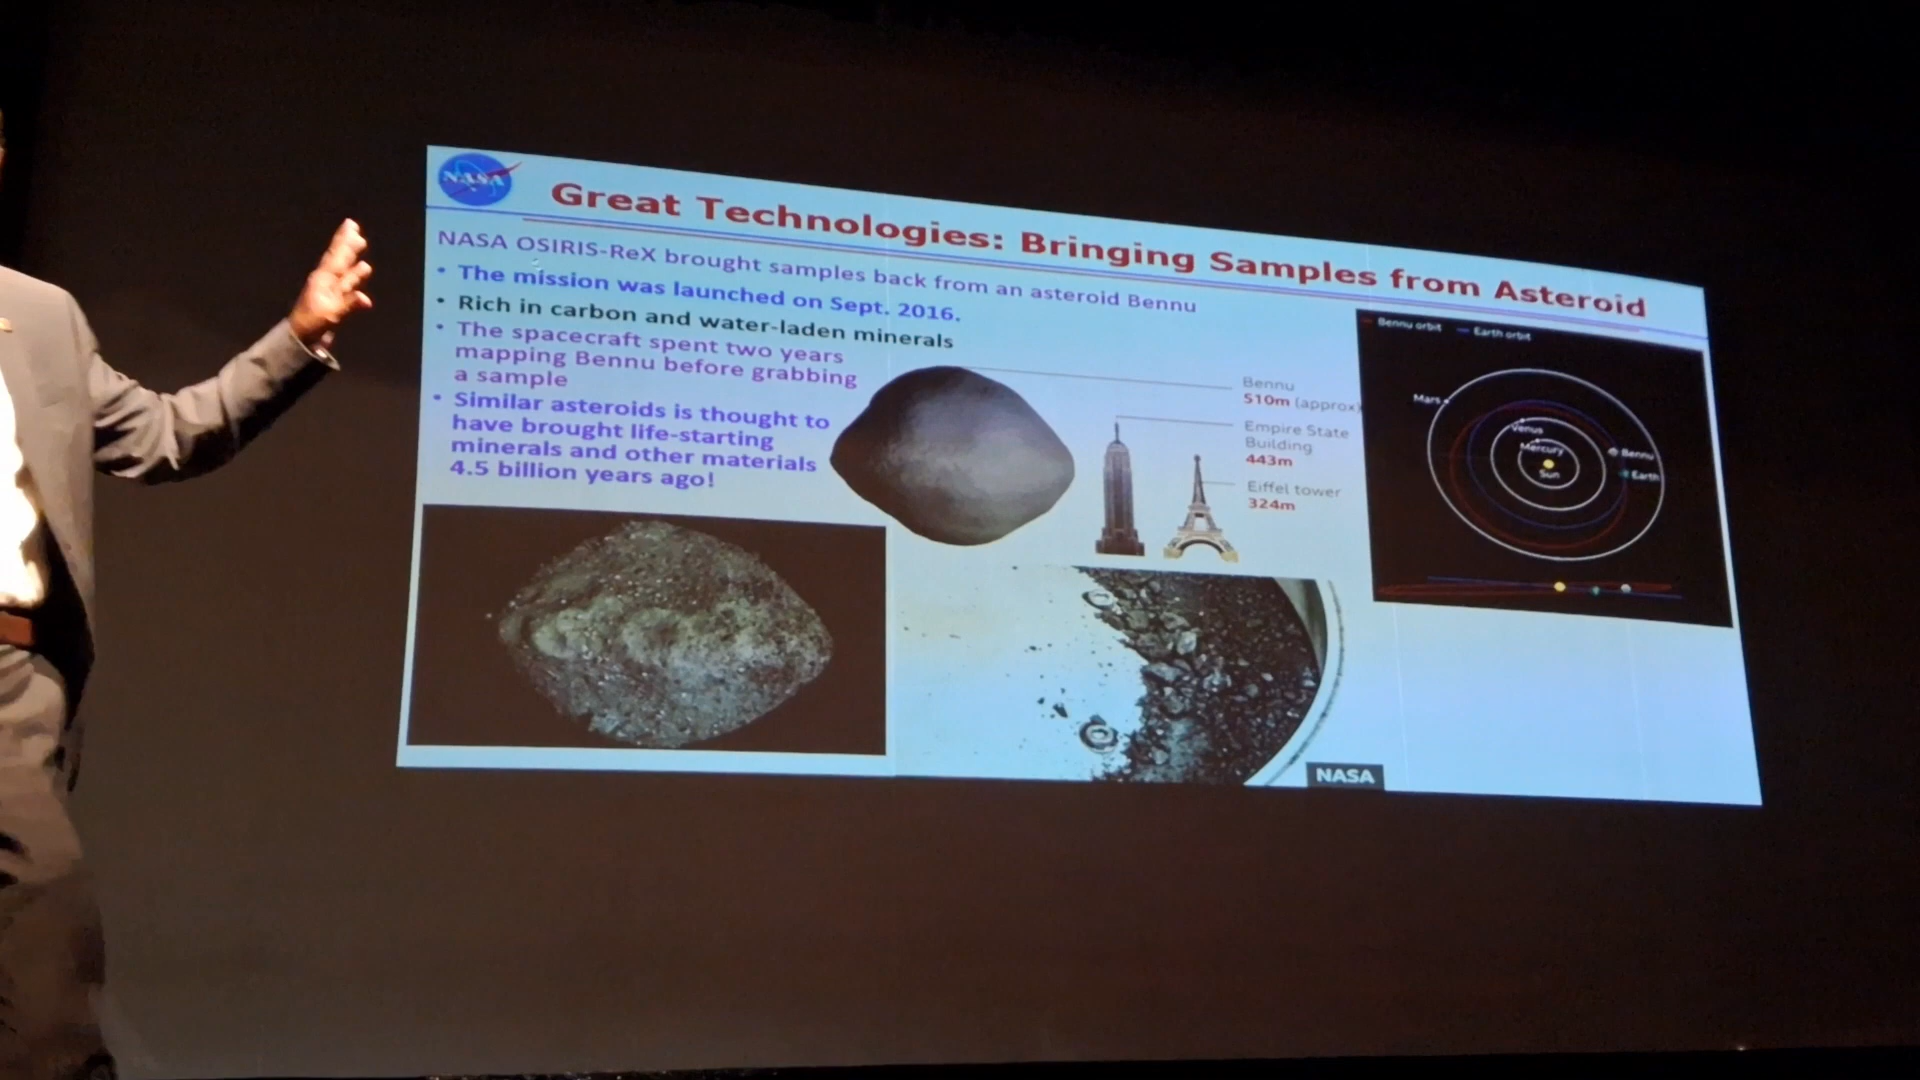 NASA
Great Technologies: Bringing Samples from Asteroid
NASA OSIRIS-ReX brought samples back from an asteroid Bennu
• The mission was launched on Sept. 2016.
• Rich in carbon and water-laden minerals
• The spacecraft spent two years
mapping Bennu before grabbing
a sample
• Similar asteroids is thought to
have brought life-starting
minerals and other materials
4.5 billion years ago!
Bennu
510m (approx)
Empire State
Building
443m
Eiffel tower
324m
Bennu orbit
Earth orbit
Mars
Venus
Mercury
Sun
Bennu
Earth
NASA